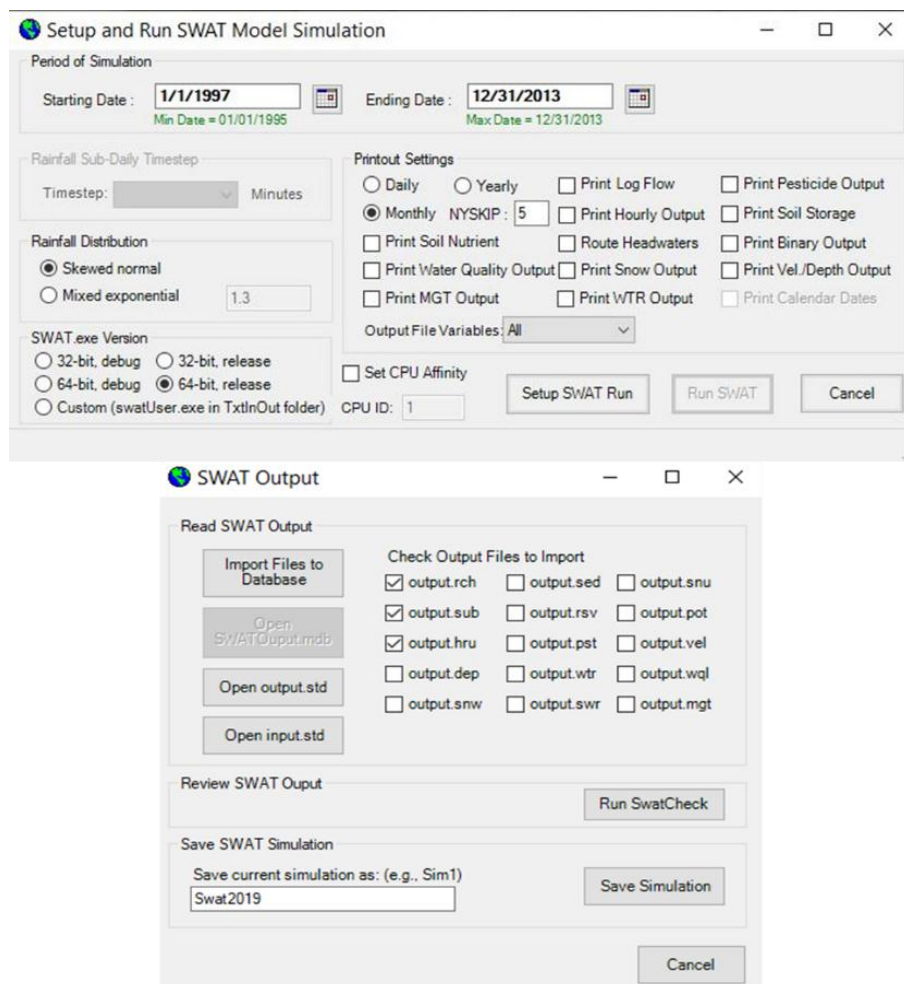 Setup and Run SWAT Model Simulation
Period of Simulation
Starting Date : 1/1/1997 Ending Date : 12/31/2013
Min Date = 01/01/1995 Max Date = 12/31/2013
Rainfall Sub-Daily Timestep
Timestep: Minutes
Rainfall Distribution
Skewed normal
Mixed exponential 1.3
SWAT.exe Version
32-bit, debug 32-bit, release
64-bit, debug 64-bit, release
Custom (swatUser.exe in TxtInOut folder)
Printout Settings
Daily Yearly Print Log Flow Print Pesticide Output
Monthly NYSKIP : 5 Print Hourly Output Print Soil Storage
Print Soil Nutrient Route Headwaters Print Binary Output
Print Water Quality Output Print Snow Output Print Vel./Depth Output
Print MGT Output Print WTR Output Print Calendar Dates
Output File Variables: All
Set CPU Affinity
CPU ID: 1
Setup SWAT Run Run SWAT Cancel
SWAT Output
Read SWAT Output
Import Files to
Database
Open
SWATOuput.mdb
Open output.std
Open input.std
Check Output Files to Import
output.rch output.sed output.snu
output.sub output.rsv output.pot
output.hru output.pst output.vel
output.dep output.wtr output.wql
output.snw output.swr output.mgt
Review SWAT Ouput
Run SwatCheck
Save SWAT Simulation
Save current simulation as: (e.g., Sim1)
Swat2019
Save Simulation
Cancel